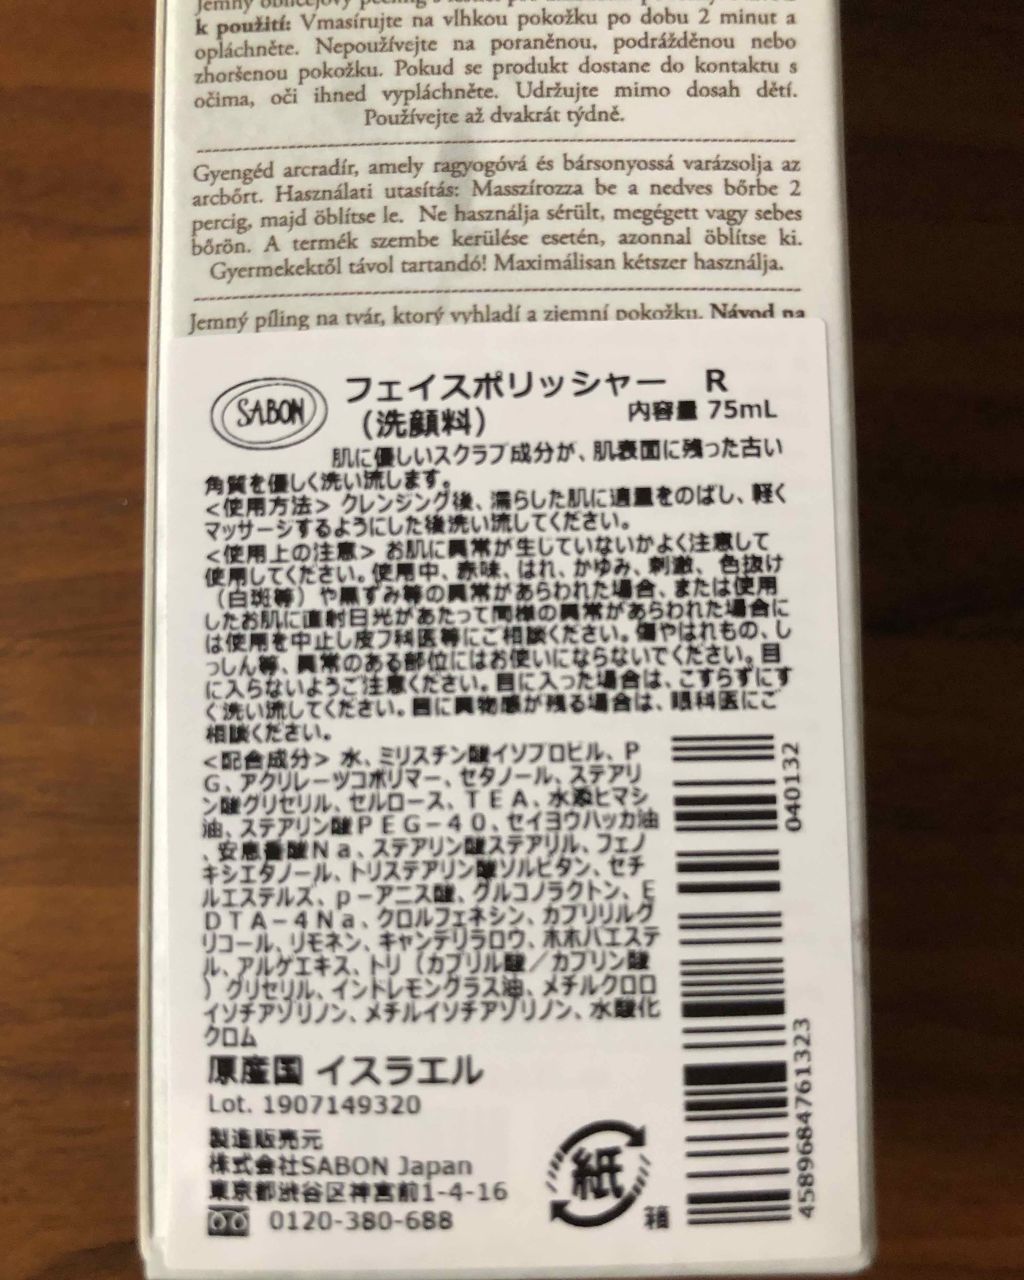 k použití: Vmasírujte na vlhkou pokožku po dobu 2 minut a
opláchněte. Nepoužívejte na poraněnou, podrážděnou nebo
zhoršenou pokožku. Pokud se produkt dostane do kontaktu s
očima, oči ihned vypláchněte. Udržujte mimo dosah dětí.
Používejte až dvakrát týdně.
Gyengéd arcradír, amely ragyogóvá és bársonyossá varázsolja az
arcbőrt. Használati utasítás: Masszírozza be a nedves bőrbe 2
percig, majd öblítse le. Ne használja sérült, megégett vagy sebes
bőrön. A termék szembe kerülése esetén, azonnal öblítse ki.
Gyermekektől távol tartandó! Maximálisan kétszer használja.
Jemný píling na tvár, ktorý vyhladí a zjemní pokožku. Návod na
SABON
フェイスポリッシャー R
(洗顔料) 内容量 75mL
肌に優しいスクラブ成分が、肌表面に残った古い
角質を優しく洗い流します。
<使用方法> クレンジング後、濡らした肌に適量をのばし、軽く
マッサージするようにした後洗い流してください。
<使用上の注意> お肌に異常が生じていないかよく注意して
使用してください。使用中、赤味、はれ、かゆみ、刺激、色抜け
(白斑等)や黒ずみ等の異常があらわれた場合、または使用
したお肌に直射日光があたって同様の異常があらわれた場合に
は使用を中止し皮フ科医等にご相談ください。傷やはれもの、し
っしん等、異常のある部位にはお使いにならないでください。目
に入らないようご注意ください。目に入った場合は、こすらずにす
ぐ洗い流してください。目に異物感が残る場合は、眼科医にご
相談ください。
<配合成分> 水、ミリスチン酸イソプロピル、P
G、アクリレーツコポリマー、セタノール、ステアリ
ン酸グリセリル、セルロース、TEA、水添ヒマシ
油、ステアリン酸PEG-40、セイヨウハッカ油
、安息香酸Na、ステアリン酸ステアリル、フェノ
キシエタノール、トリステアリン酸ソルビタン、セチ
ルエステルズ、p-アニス酸、グルコノラクトン、E
DTA-4Na、クロルフェネシン、カプリリルグ
リコール、リモネン、キャンデリラロウ、ホホバエステ
ル、アルゲエキス、トリ(カプリル酸/カプリン酸
)グリセリル、インドレモングラス油、メチルクロロ
イソチアゾリノン、メチルイソチアゾリノン、水酸化
クロム
040132
4589684761323
原産国 イスラエル
Lot. 1907149320
製造販売元
株式会社SABON Japan
東京都渋谷区神宮前1-4-16
0120-380-688
紙
箱